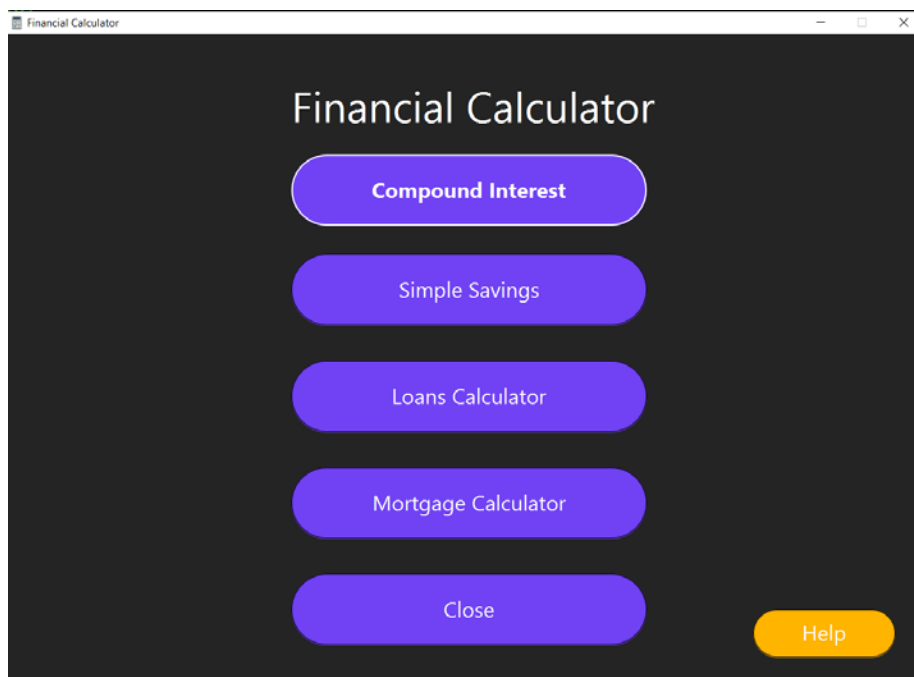 Financial Calculator
Financial Calculator
Compound Interest
Simple Savings
Loans Calculator
Mortgage Calculator
Close
Help